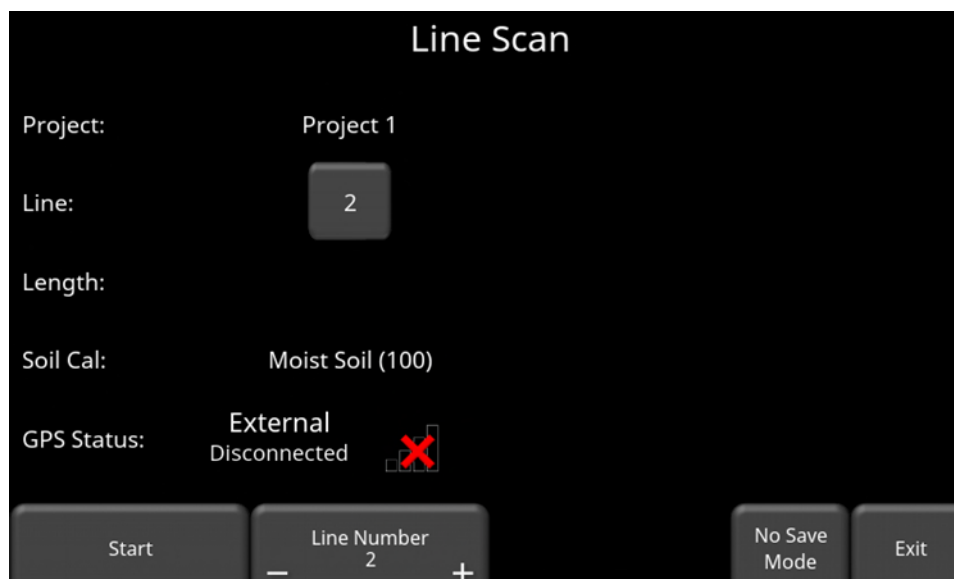 Line Scan
Project: Project 1
Line: 2
Length:
Soil Cal: Moist Soil (100)
GPS Status: External
Disconnected
Start
Line Number
2
− +
No Save
Mode
Exit